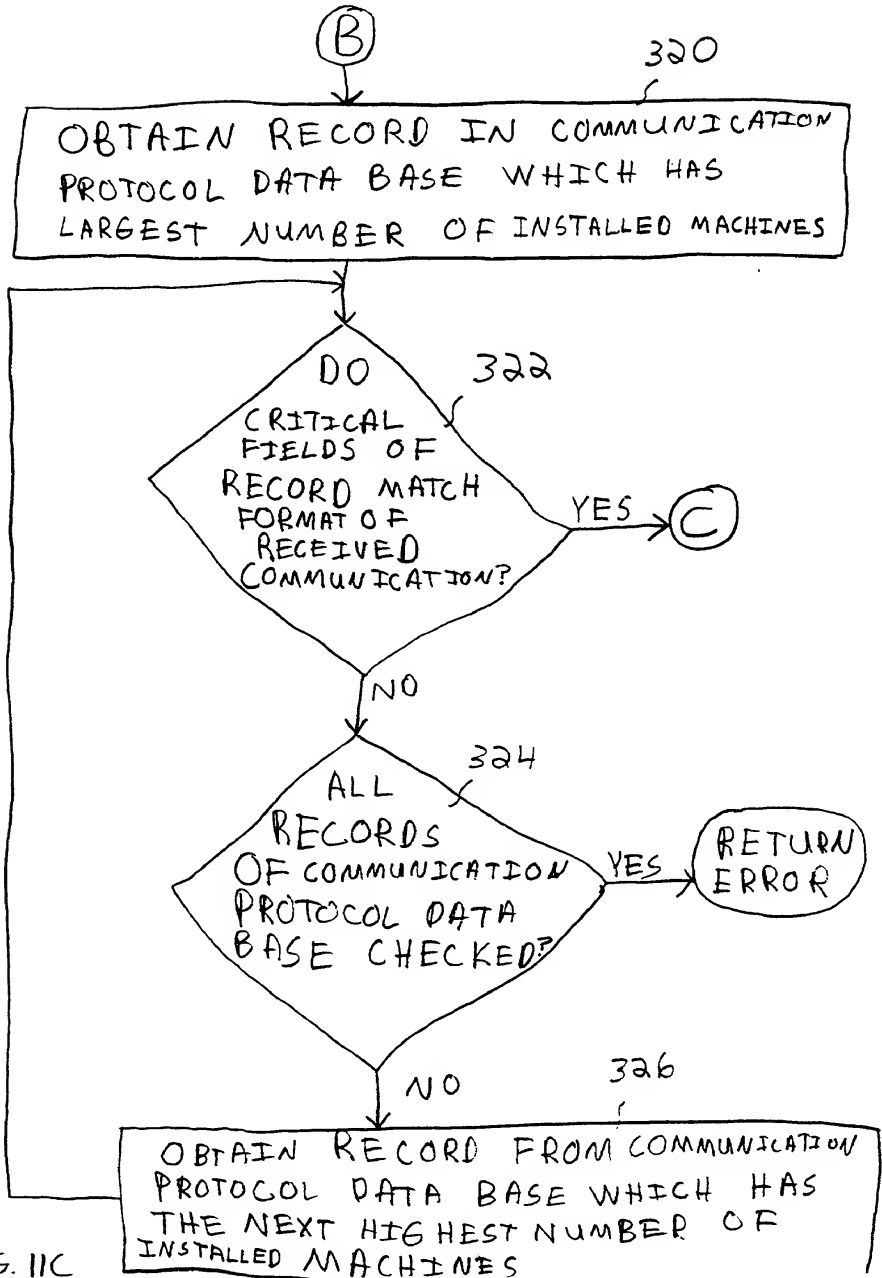 B
320
OBTAIN RECORD IN COMMUNICATION
PROTOCOL DATA BASE WHICH HAS
LARGEST NUMBER OF INSTALLED MACHINES
322
DO
CRITICAL
FIELDS OF
RECORD MATCH
FORMAT OF
RECEIVED
COMMUNICATION?
YES
C
NO
324
ALL
RECORDS
OF COMMUNICATION
PROTOCOL DATA
BASE CHECKED?
YES
RETURN
ERROR
NO
326
OBTAIN RECORD FROM COMMUNICATION
PROTOCOL DATA BASE WHICH HAS
THE NEXT HIGHEST NUMBER OF
INSTALLED MACHINES
11C